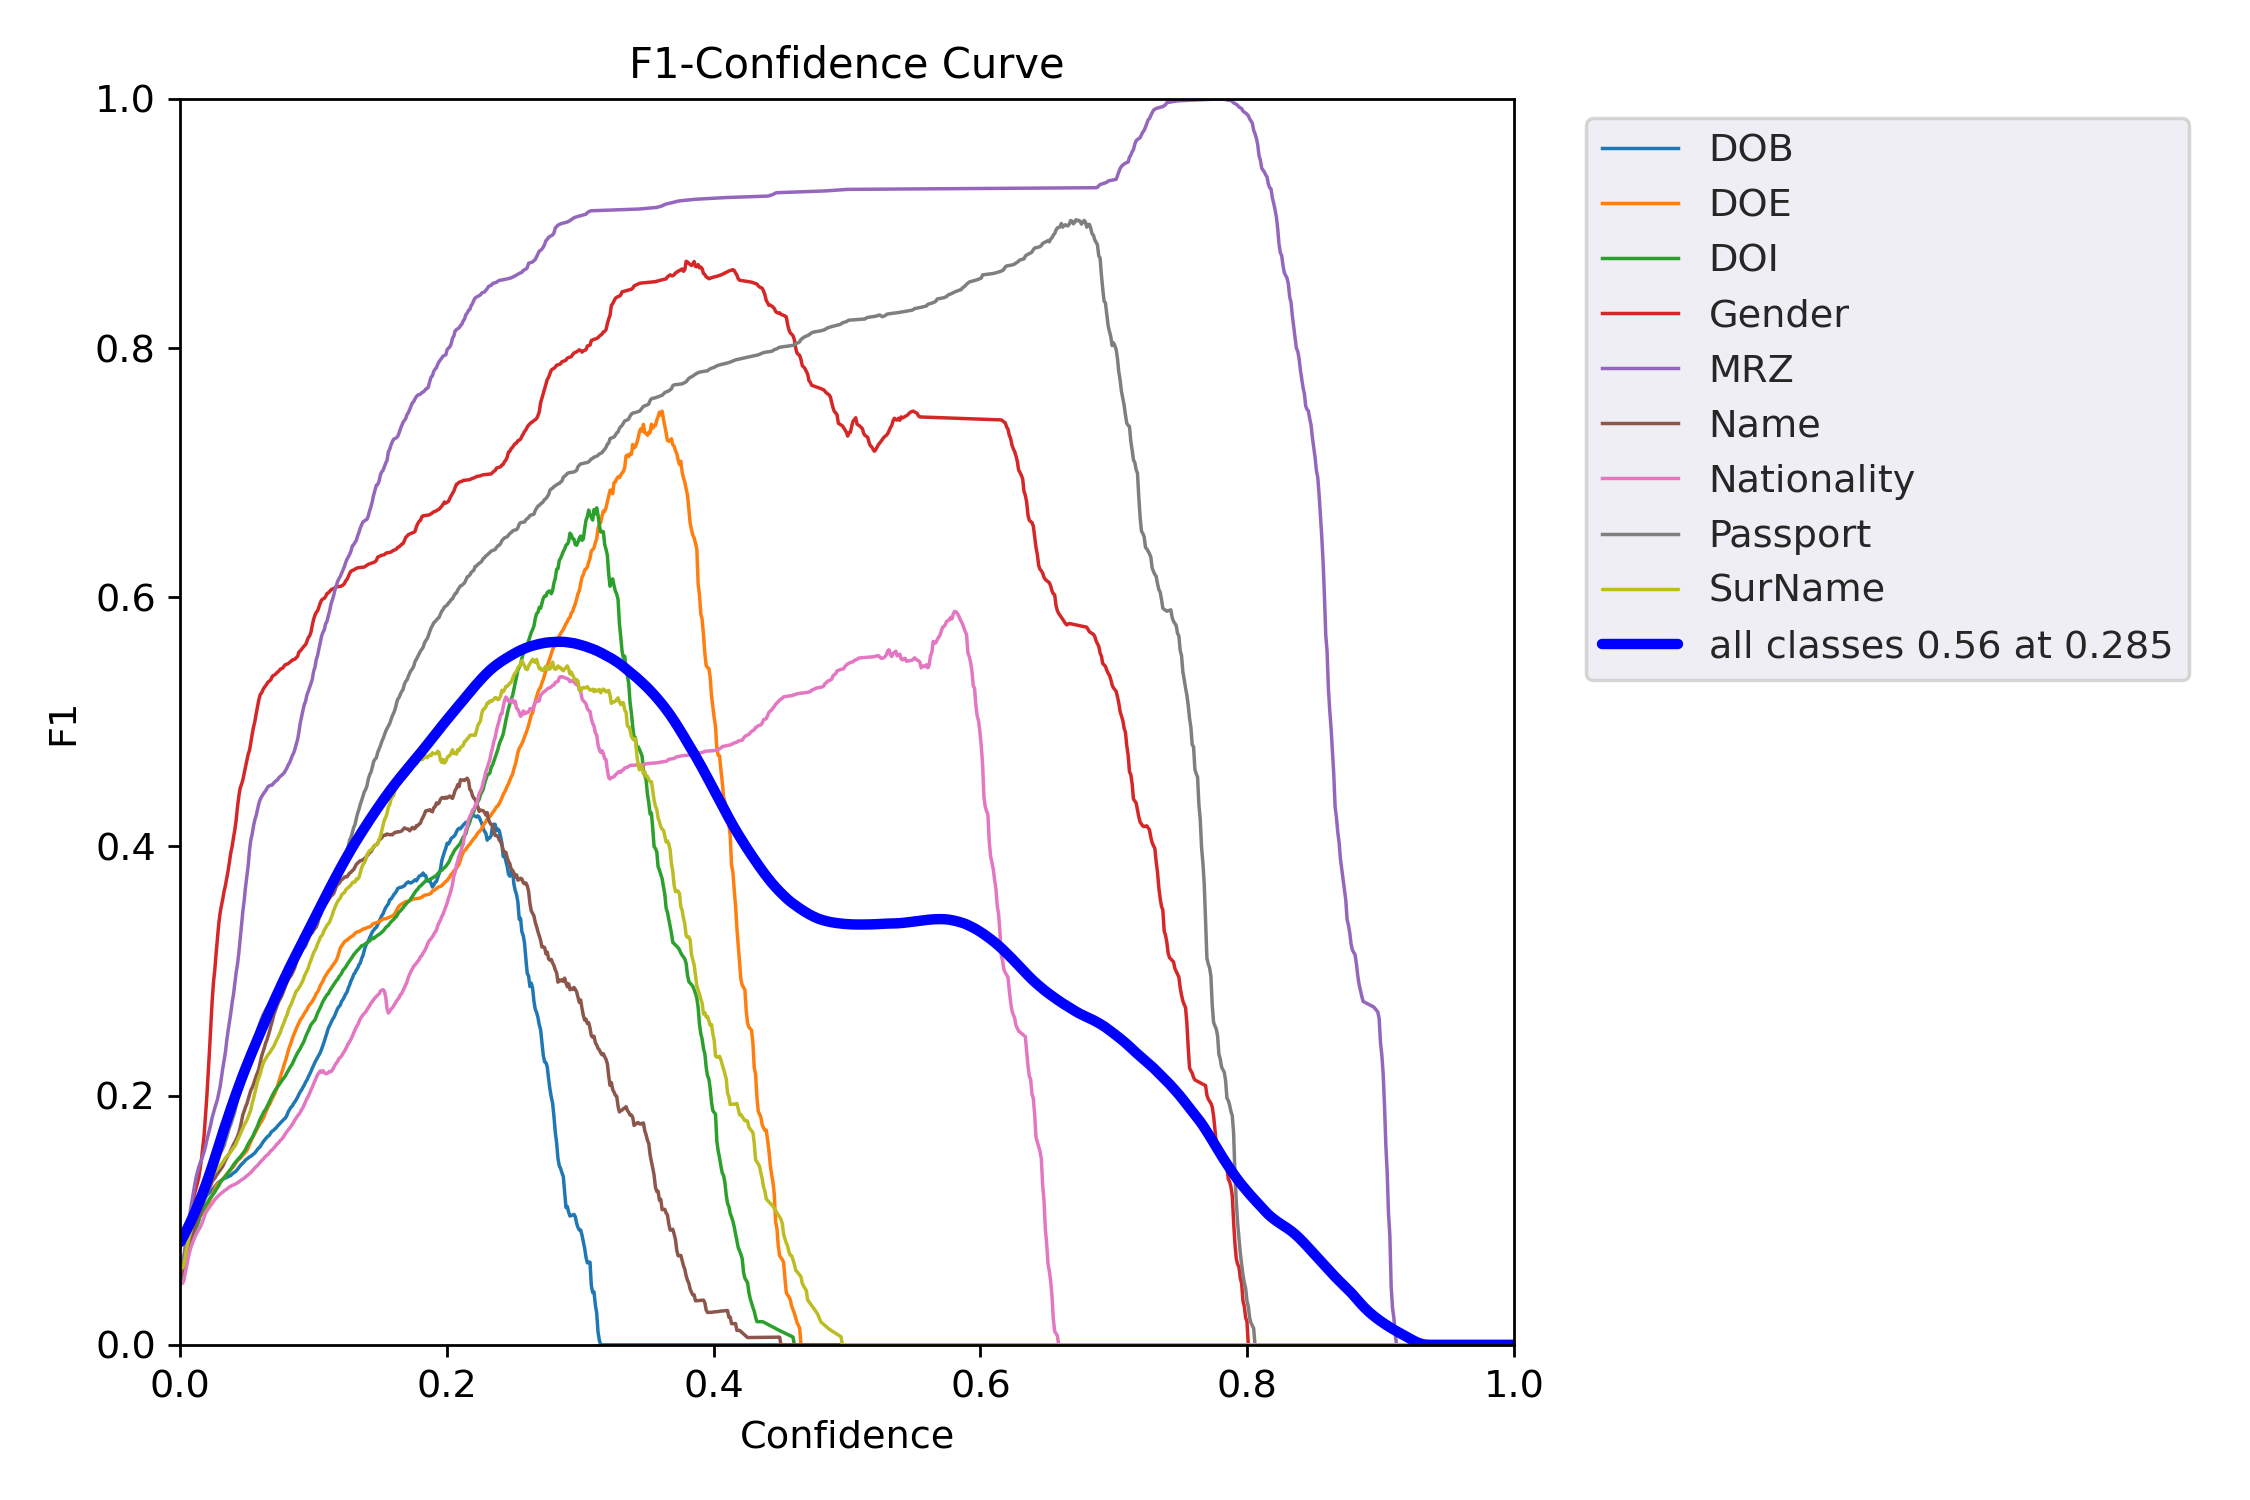 F1-Confidence Curve
1.0
0.8
0.6
0.4
0.2
0.0
F1
0.0 0.2 0.4 0.6 0.8 1.0
Confidence
DOB
DOE
DOI
Gender
MRZ
Name
Nationality
Passport
SurName
all classes 0.56 at 0.285